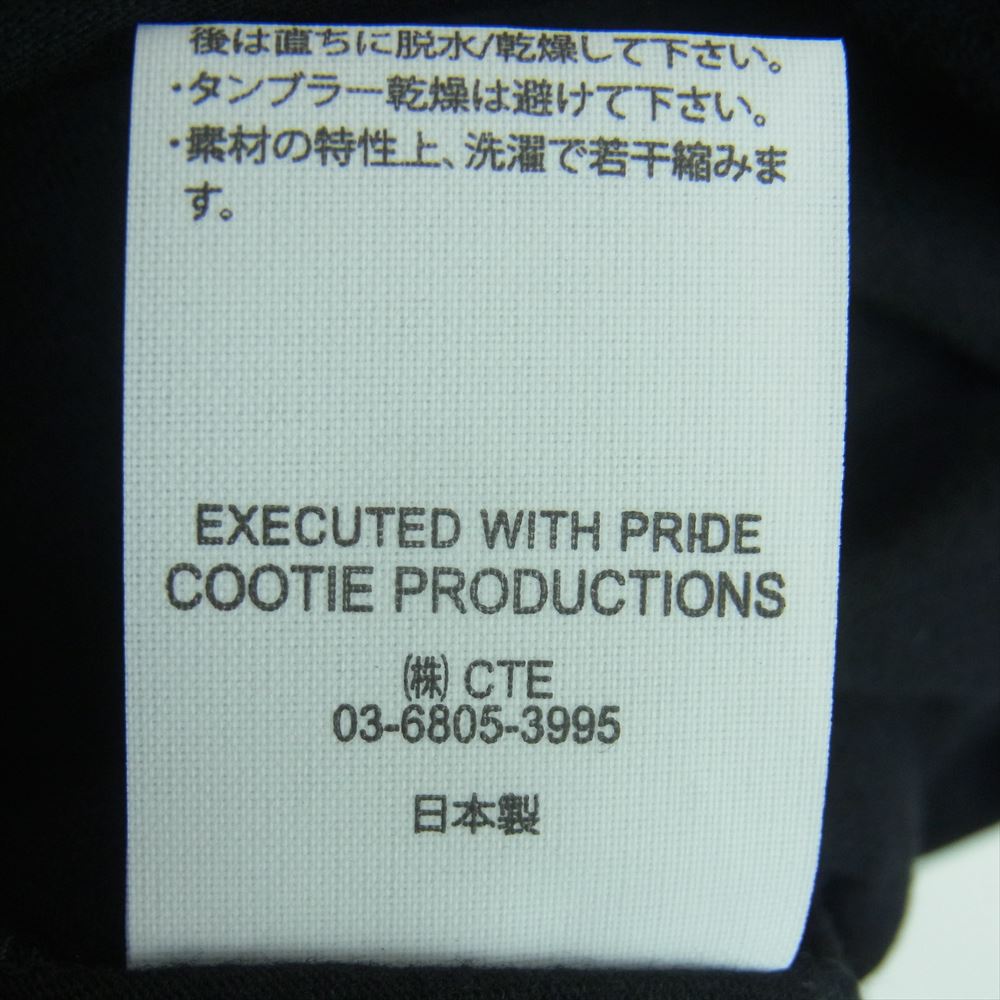 後は直ちに脱水/乾燥して下さい。
・タンブラー乾燥は避けて下さい。
・素材の特性上、洗濯で若干縮みま
す。
EXECUTED WITH PRIDE
COOTIE PRODUCTIONS
㈱ CTE
03-6805-3995
日本製